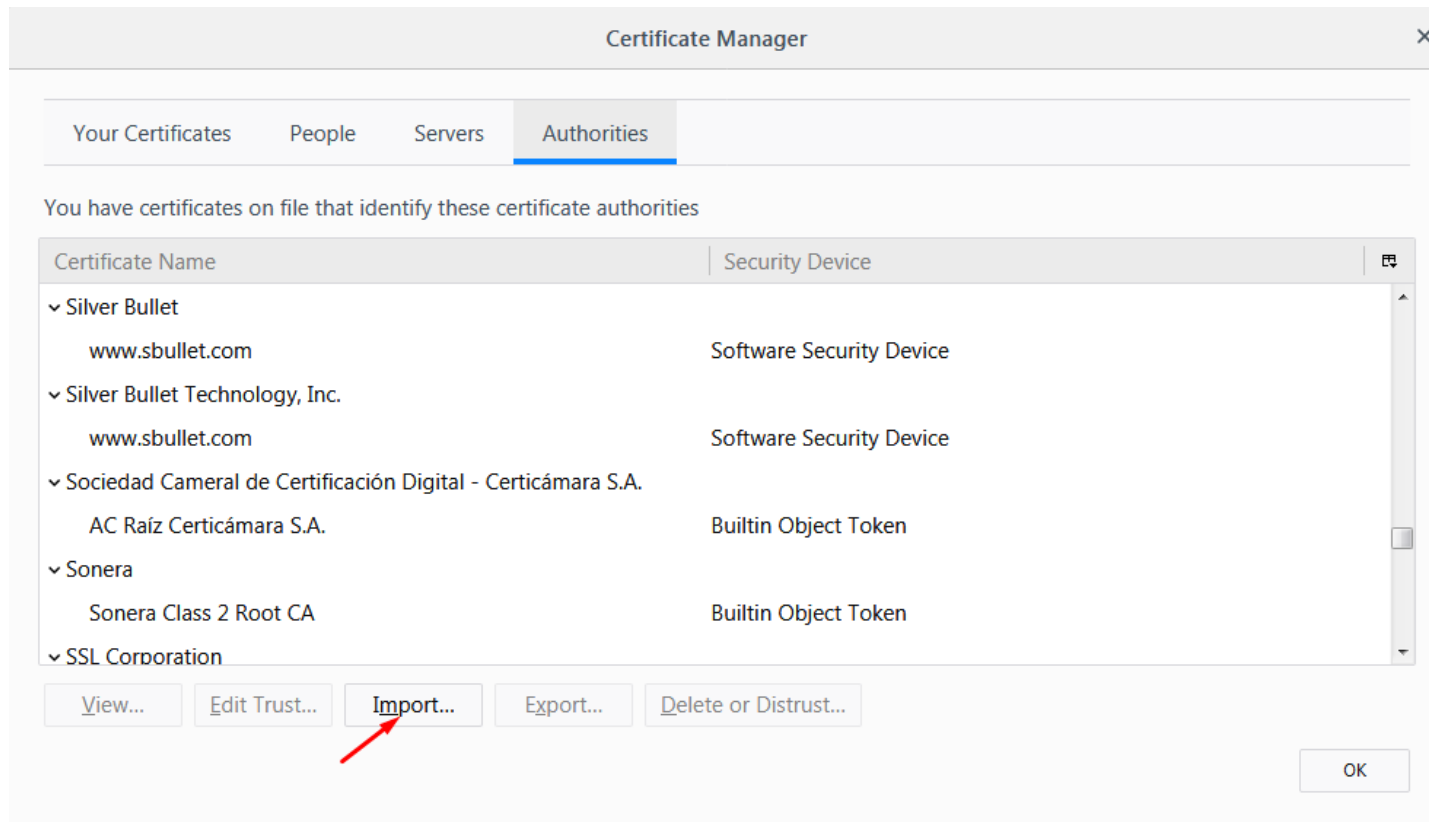 Certificate Manager
Your Certificates People Servers Authorities
You have certificates on file that identify these certificate authorities
Certificate Name Security Device
Silver Bullet
www.sbullet.com Software Security Device
Silver Bullet Technology, Inc.
www.sbullet.com Software Security Device
Sociedad Cameral de Certificación Digital - Certicámara S.A.
AC Raíz Certicámara S.A. Builtin Object Token
Sonera
Sonera Class 2 Root CA Builtin Object Token
SSL Corporation
View... Edit Trust... Import... Export... Delete or Distrust...
OK